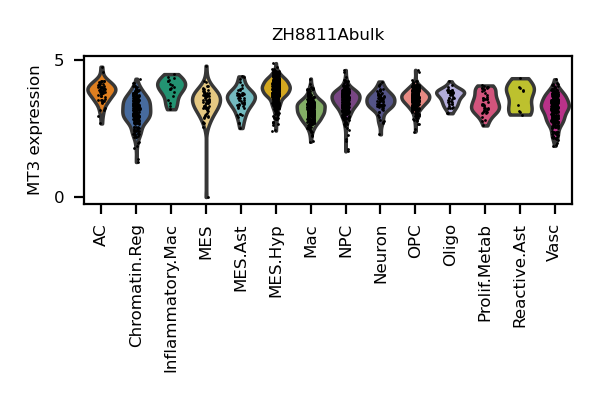 ZH8811Abulk
MT3 expression
5
0
AC
Chromatin.Reg
Inflammatory.Mac
MES
MES.Ast
MES.Hyp
Mac
NPC
Neuron
OPC
Oligo
Prolif.Metab
Reactive.Ast
Vasc